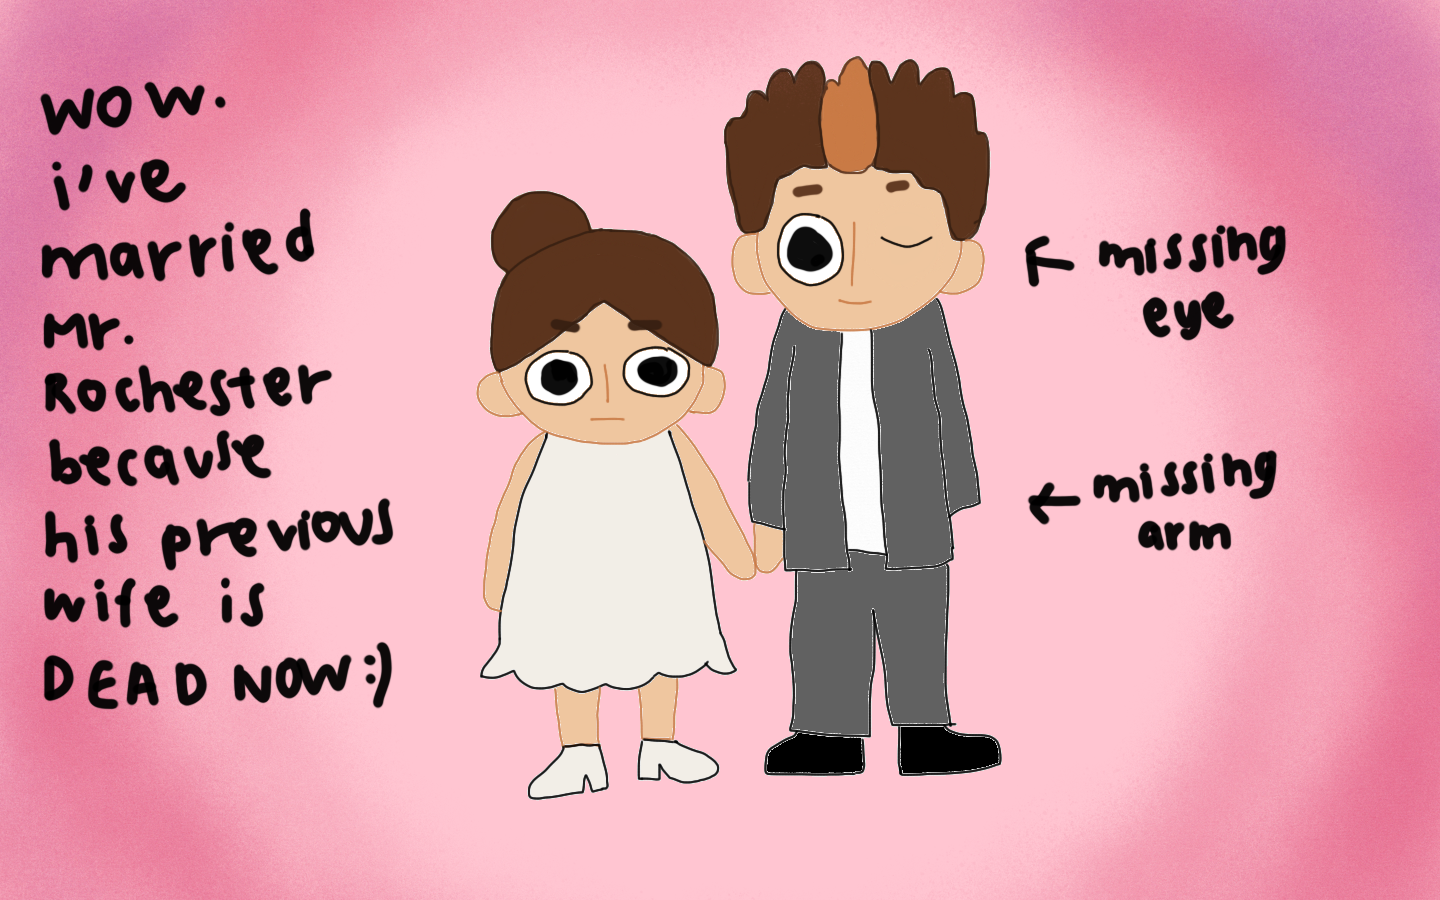 wow.
i've
married
Mr.
Rochester
because
his previous
wife is
DEAD NOW :)
missing
eye
missing
arm